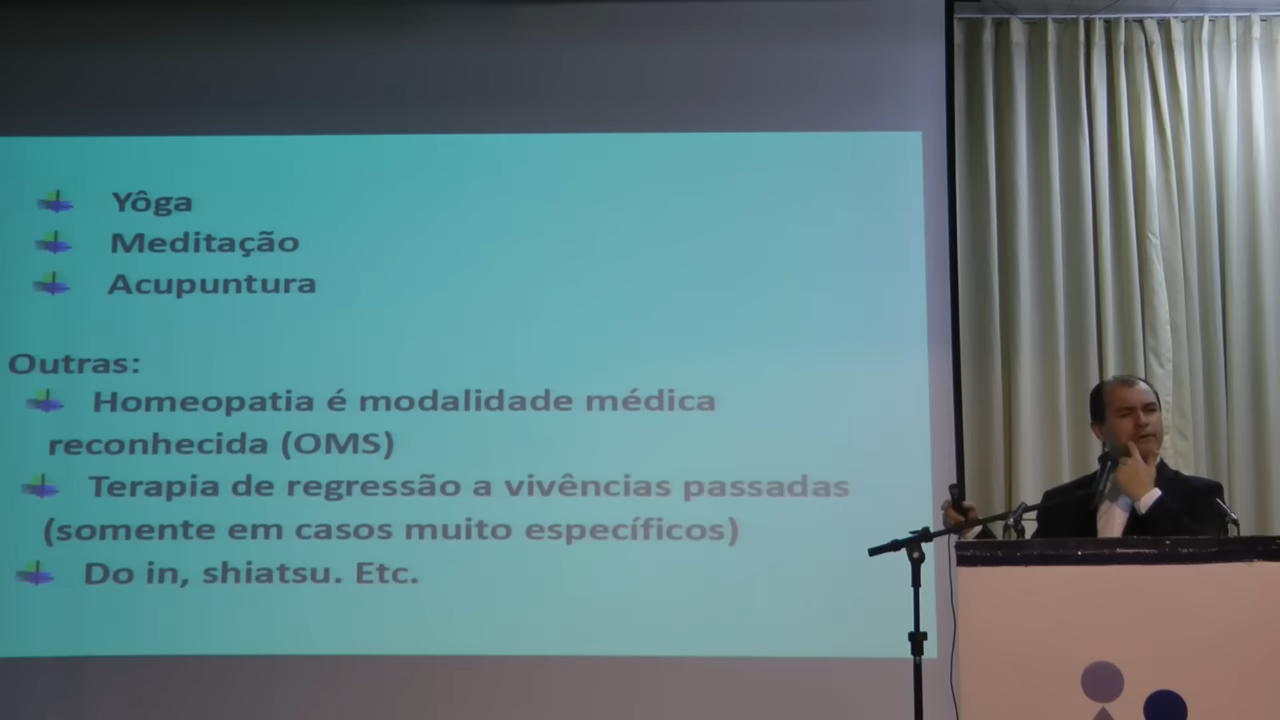 Yôga
Meditação
Acupuntura
Outras:
Homeopatia é modalidade médica
reconhecida (OMS)
Terapia de regressão a vivências passadas
(somente em casos muito específicos)
Do in, shiatsu. Etc.